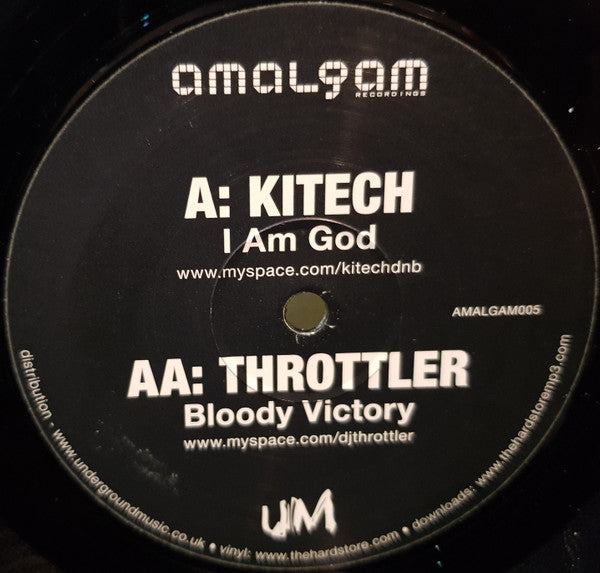 amalgam
RECORDINGS
A: KITECH
I Am God
www.myspace.com/kitechdnb
AMALGAM005
AA: THROTTLER
Bloody Victory
www.myspace.com/djthrottler
UM
distribution - www.undergroundmusic.co.uk • vinyl: www.thehardstore.com • downloads: www.thehardstoremp3.com